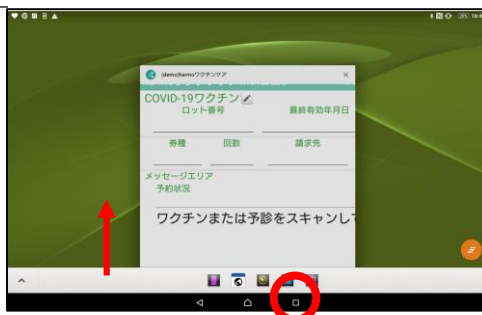 (demo)harmoワクチンケア
COVID-19ワクチン
ロット番号 最終有効年月日
券種 回数 請求先
メッセージエリア
予約状況
ワクチンまたは予診をスキャンして